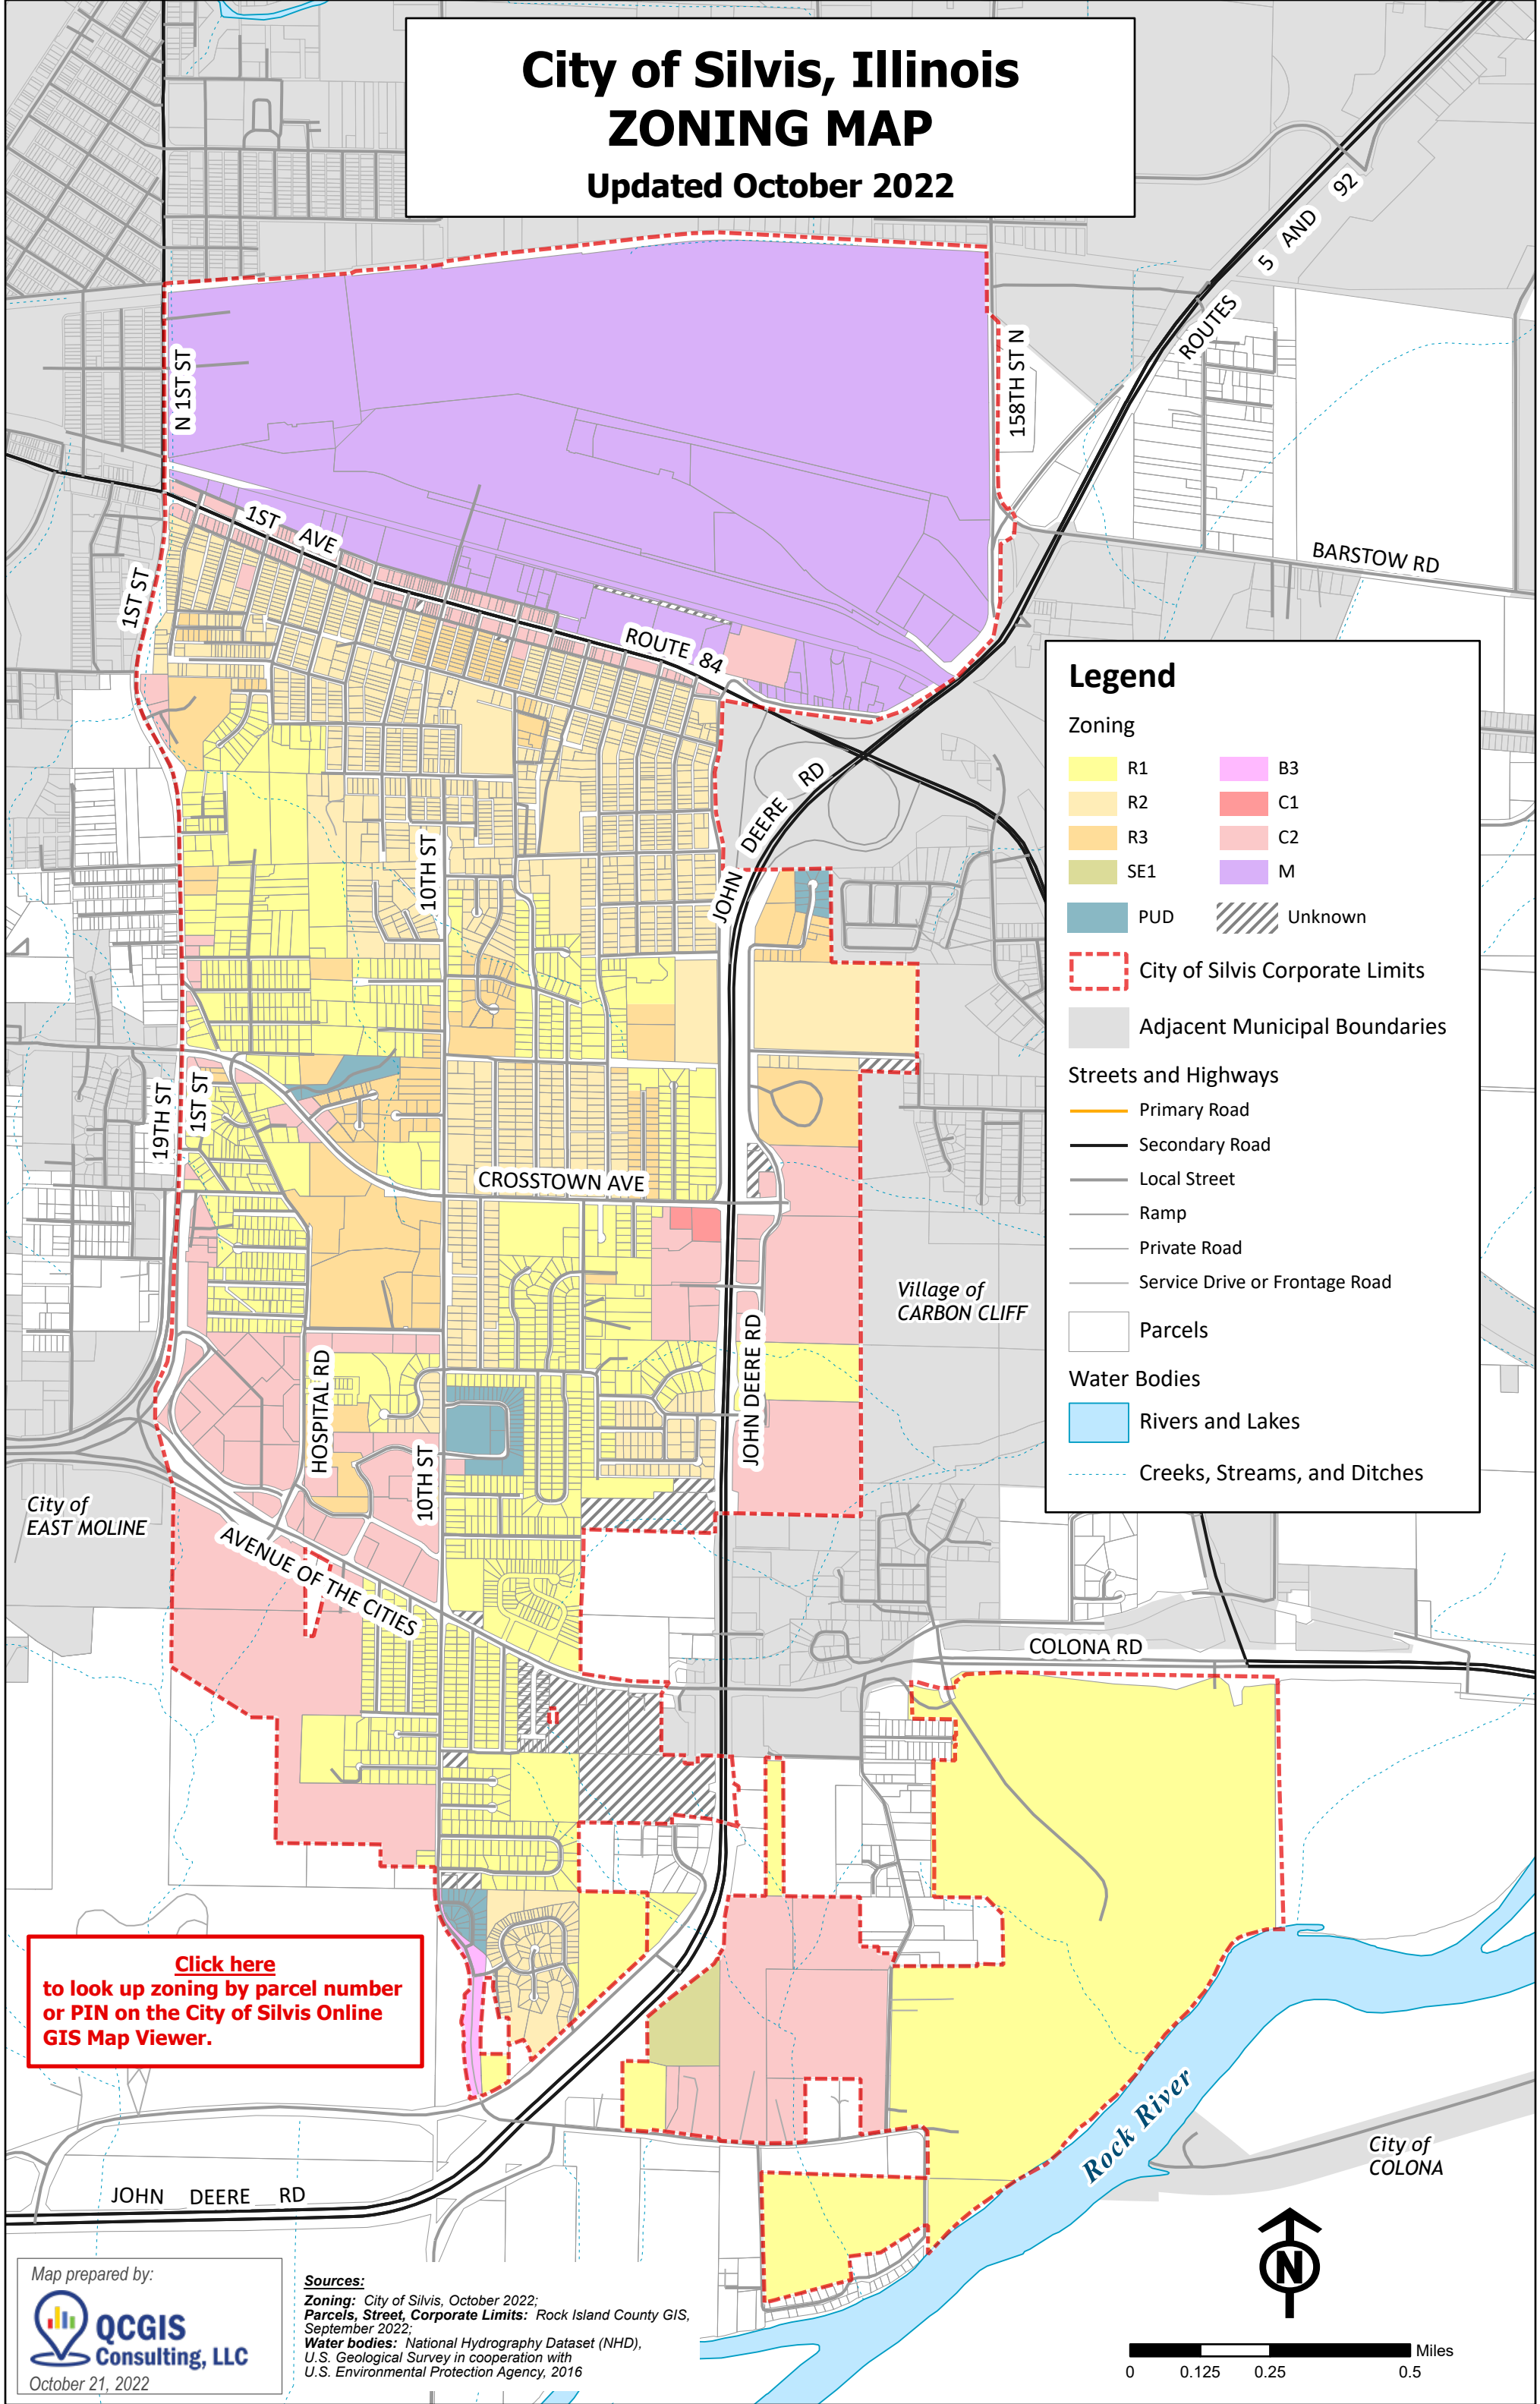 City of Silvis, Illinois
ZONING MAP
Updated October 2022
ROUTES 5 AND 92
N 1ST ST
158TH ST N
1ST AVE
BARSTOW RD
1ST ST
ROUTE 84
JOHN DEERE RD
10TH ST
19TH ST
1ST ST
CROSSTOWN AVE
Village of
CARBON CLIFF
HOSPITAL RD
JOHN DEERE RD
10TH ST
City of
EAST MOLINE
AVENUE OF THE CITIES
COLONA RD
Rock River
City of
COLONA
JOHN DEERE RD
Legend
Zoning
R1
B3
R2
C1
R3
C2
SE1
M
PUD
Unknown
City of Silvis Corporate Limits
Adjacent Municipal Boundaries
Streets and Highways
Primary Road
Secondary Road
Local Street
Ramp
Private Road
Service Drive or Frontage Road
Parcels
Water Bodies
Rivers and Lakes
Creeks, Streams, and Ditches
Click here
to look up zoning by parcel number
or PIN on the City of Silvis Online
GIS Map Viewer.
Map prepared by:
QCGIS
Consulting, LLC
October 21, 2022
Sources:
Zoning: City of Silvis, October 2022;
Parcels, Street, Corporate Limits: Rock Island County GIS,
September 2022;
Water bodies: National Hydrography Dataset (NHD),
U.S. Geological Survey in cooperation with
U.S. Environmental Protection Agency, 2016
N
Miles
0 0.125 0.25 0.5